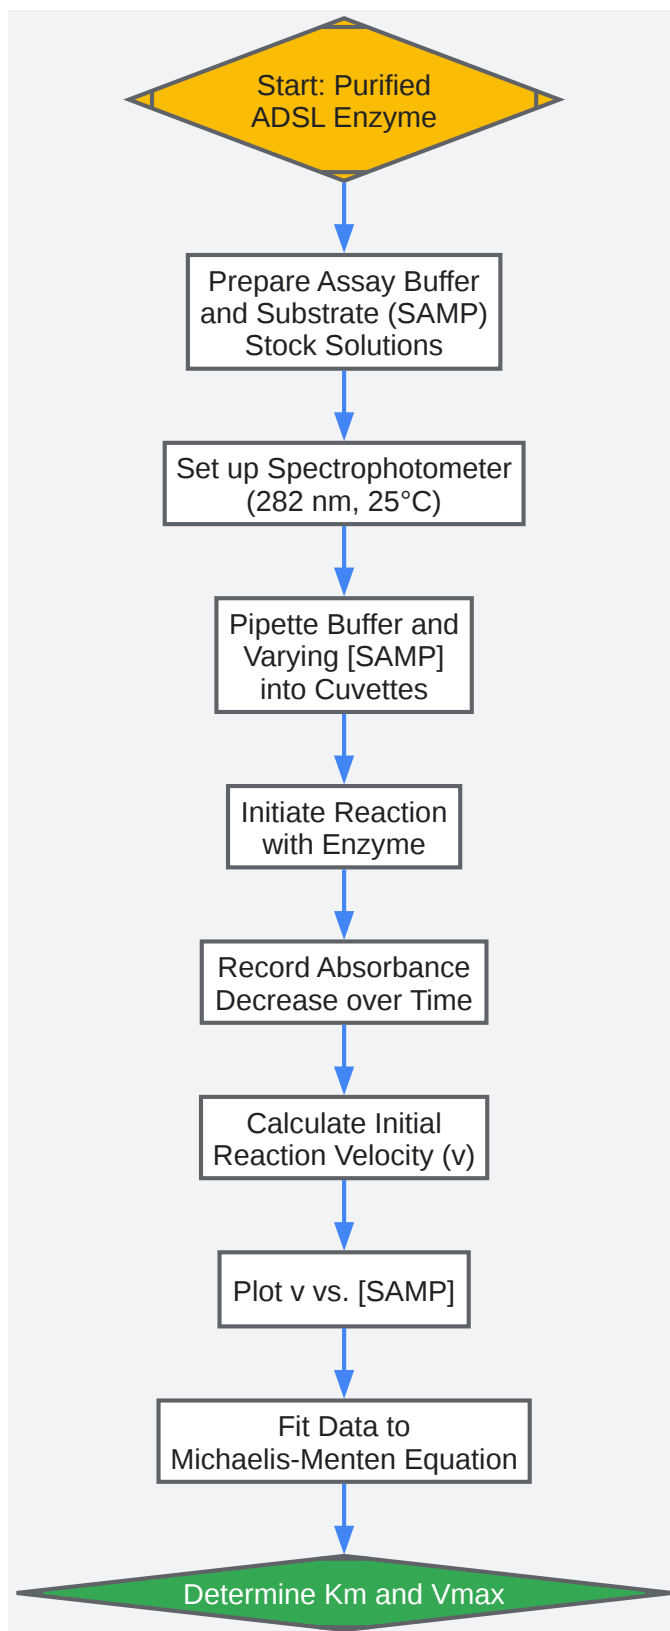 Start: Purified
ADSL Enzyme
Prepare Assay Buffer
and Substrate (SAMP)
Stock Solutions
Set up Spectrophotometer
(282 nm, 25°C)
Pipette Buffer and
Varying [SAMP]
into Cuvettes
Initiate Reaction
with Enzyme
Record Absorbance
Decrease over Time
Calculate Initial
Reaction Velocity (v)
Plot v vs. [SAMP]
Fit Data to
Michaelis-Menten Equation
Determine Km and Vmax